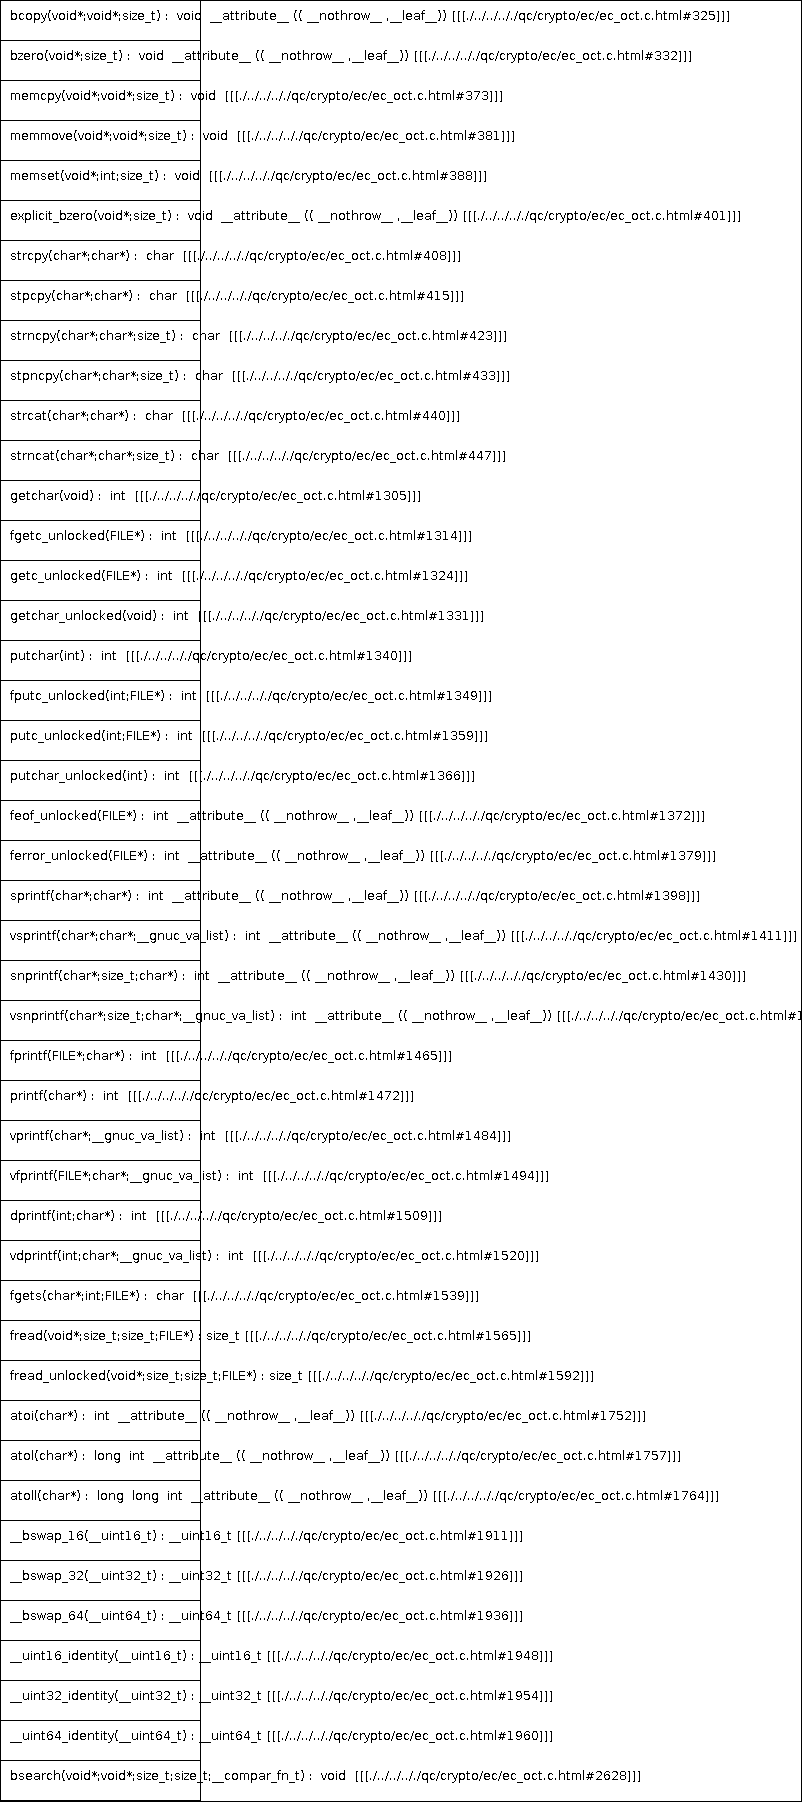 bcopy(void*;void*;size_t) : void __attribute__ (( __nothrow__ ,__leaf__)) [[[./../../../../qc/crypto/ec/ec_oct.c.html#325]]]
bzero(void*;size_t) : void __attribute__ (( __nothrow__ ,__leaf__)) [[[./../../../../qc/crypto/ec/ec_oct.c.html#332]]]
memcpy(void*;void*;size_t) : void [[[./../../../../qc/crypto/ec/ec_oct.c.html#373]]]
memmove(void*;void*;size_t) : void [[[./../../../../qc/crypto/ec/ec_oct.c.html#381]]]
memset(void*;int;size_t) : void [[[./../../../../qc/crypto/ec/ec_oct.c.html#388]]]
explicit_bzero(void*;size_t) : void __attribute__ (( __nothrow__ ,__leaf__)) [[[./../../../../qc/crypto/ec/ec_oct.c.html#401]]]
strcpy(char*;char*) : char [[[./../../../../qc/crypto/ec/ec_oct.c.html#408]]]
stpcpy(char*;char*) : char [[[./../../../../qc/crypto/ec/ec_oct.c.html#415]]]
strncpy(char*;char*;size_t) : char [[[./../../../../qc/crypto/ec/ec_oct.c.html#423]]]
stpncpy(char*;char*;size_t) : char [[[./../../../../qc/crypto/ec/ec_oct.c.html#433]]]
strcat(char*;char*) : char [[[./../../../../qc/crypto/ec/ec_oct.c.html#440]]]
strncat(char*;char*;size_t) : char [[[./../../../../qc/crypto/ec/ec_oct.c.html#447]]]
getchar(void) : int [[[./../../../../qc/crypto/ec/ec_oct.c.html#1305]]]
fgetc_unlocked(FILE*) : int [[[./../../../../qc/crypto/ec/ec_oct.c.html#1314]]]
getc_unlocked(FILE*) : int [[[./../../../../qc/crypto/ec/ec_oct.c.html#1324]]]
getchar_unlocked(void) : int [[[./../../../../qc/crypto/ec/ec_oct.c.html#1331]]]
putchar(int) : int [[[./../../../../qc/crypto/ec/ec_oct.c.html#1340]]]
fputc_unlocked(int;FILE*) : int [[[./../../../../qc/crypto/ec/ec_oct.c.html#1349]]]
putc_unlocked(int;FILE*) : int [[[./../../../../qc/crypto/ec/ec_oct.c.html#1359]]]
putchar_unlocked(int) : int [[[./../../../../qc/crypto/ec/ec_oct.c.html#1366]]]
feof_unlocked(FILE*) : int __attribute__ (( __nothrow__ ,__leaf__)) [[[./../../../../qc/crypto/ec/ec_oct.c.html#1372]]]
ferror_unlocked(FILE*) : int __attribute__ (( __nothrow__ ,__leaf__)) [[[./../../../../qc/crypto/ec/ec_oct.c.html#1379]]]
sprintf(char*;char*) : int __attribute__ (( __nothrow__ ,__leaf__)) [[[./../../../../qc/crypto/ec/ec_oct.c.html#1398]]]
vsprintf(char*;char*;__gnuc_va_list) : int __attribute__ (( __nothrow__ ,__leaf__)) [[[./../../../../qc/crypto/ec/ec_oct.c.html#1411]]]
snprintf(char*;size_t;char*) : int __attribute__ (( __nothrow__ ,__leaf__)) [[[./../../../../qc/crypto/ec/ec_oct.c.html#1430]]]
vsnprintf(char*;size_t;char*;__gnuc_va_list) : int __attribute__ (( __nothrow__ ,__leaf__)) [[[./../../../../qc/crypto/ec/ec_oct.c.html#1
fprintf(FILE*;char*) : int [[[./../../../../qc/crypto/ec/ec_oct.c.html#1465]]]
printf(char*) : int [[[./../../../../qc/crypto/ec/ec_oct.c.html#1472]]]
vprintf(char*;__gnuc_va_list) : int [[[./../../../../qc/crypto/ec/ec_oct.c.html#1484]]]
vfprintf(FILE*;char*;__gnuc_va_list) : int [[[./../../../../qc/crypto/ec/ec_oct.c.html#1494]]]
dprintf(int;char*) : int [[[./../../../../qc/crypto/ec/ec_oct.c.html#1509]]]
vdprintf(int;char*;__gnuc_va_list) : int [[[./../../../../qc/crypto/ec/ec_oct.c.html#1520]]]
fgets(char*;int;FILE*) : char [[[./../../../../qc/crypto/ec/ec_oct.c.html#1539]]]
fread(void*;size_t;size_t;FILE*) : size_t [[[./../../../../qc/crypto/ec/ec_oct.c.html#1565]]]
fread_unlocked(void*;size_t;size_t;FILE*) : size_t [[[./../../../../qc/crypto/ec/ec_oct.c.html#1592]]]
atoi(char*) : int __attribute__ (( __nothrow__ ,__leaf__)) [[[./../../../../qc/crypto/ec/ec_oct.c.html#1752]]]
atol(char*) : long int __attribute__ (( __nothrow__ ,__leaf__)) [[[./../../../../qc/crypto/ec/ec_oct.c.html#1757]]]
atoll(char*) : long long int __attribute__ (( __nothrow__ ,__leaf__)) [[[./../../../../qc/crypto/ec/ec_oct.c.html#1764]]]
__bswap_16(__uint16_t) : __uint16_t [[[./../../../../qc/crypto/ec/ec_oct.c.html#1911]]]
__bswap_32(__uint32_t) : __uint32_t [[[./../../../../qc/crypto/ec/ec_oct.c.html#1926]]]
__bswap_64(__uint64_t) : __uint64_t [[[./../../../../qc/crypto/ec/ec_oct.c.html#1936]]]
__uint16_identity(__uint16_t) : __uint16_t [[[./../../../../qc/crypto/ec/ec_oct.c.html#1948]]]
__uint32_identity(__uint32_t) : __uint32_t [[[./../../../../qc/crypto/ec/ec_oct.c.html#1954]]]
__uint64_identity(__uint64_t) : __uint64_t [[[./../../../../qc/crypto/ec/ec_oct.c.html#1960]]]
bsearch(void*;void*;size_t;size_t;__compar_fn_t) : void [[[./../../../../qc/crypto/ec/ec_oct.c.html#2628]]]